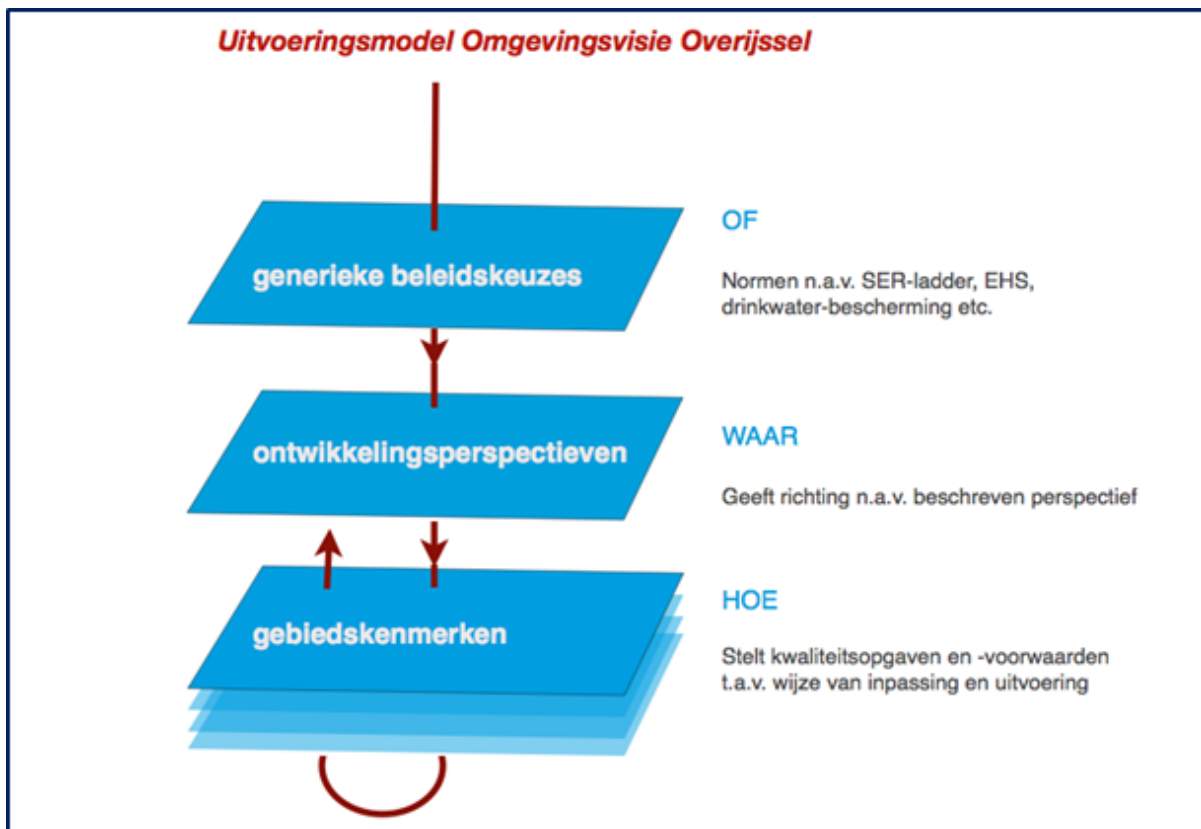 Uitvoeringsmodel Omgevingsvisie Overijssel
generieke beleidskeuzes
OF
Normen n.a.v. SER-ladder, EHS,
drinkwater-bescherming etc.
ontwikkelingsperspectieven
WAAR
Geeft richting n.a.v. beschreven perspectief
gebiedskenmerken
HOE
Stelt kwaliteitsopgaven en -voorwaarden
t.a.v. wijze van inpassing en uitvoering